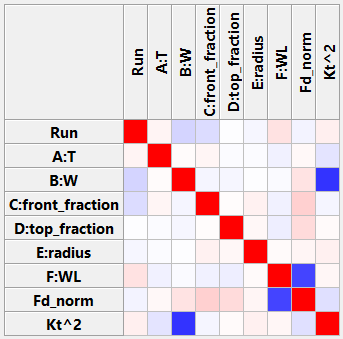 Run
A:T
B:W
C:front_fraction
D:top_fraction
E:radius
F:WL
Fd_norm
Kt^2
Run
A:T
B:W
C:front_fraction
D:top_fraction
E:radius
F:WL
Fd_norm
Kt^2